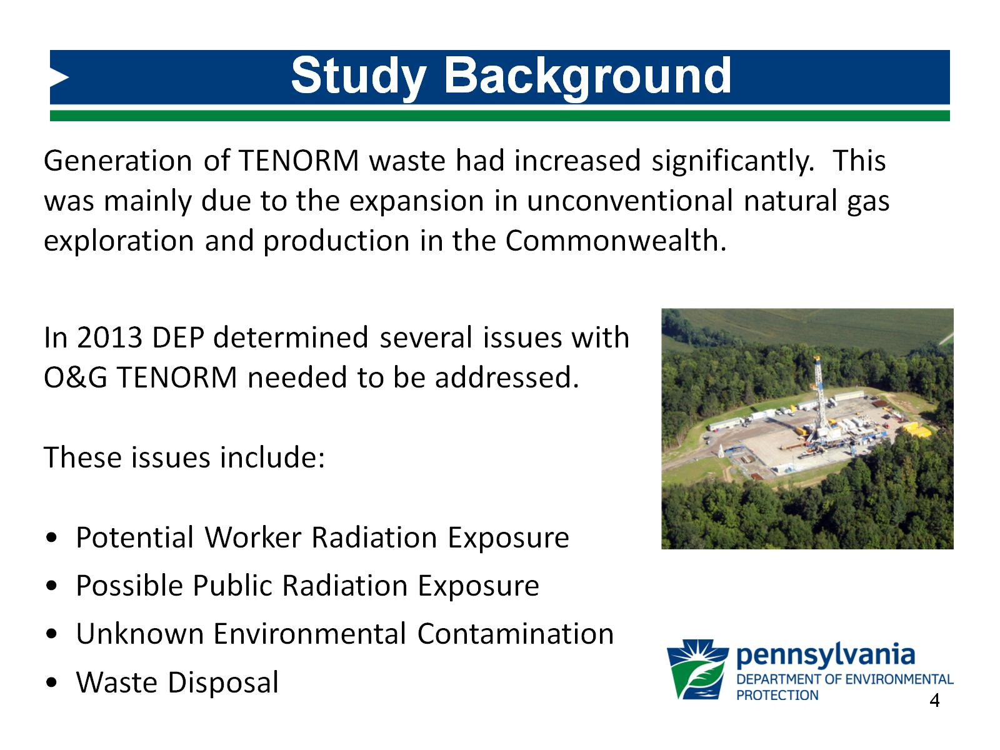 Study Background
Generation of TENORM waste had increased significantly.  This
was mainly due to the expansion in unconventional natural gas
exploration and production in the Commonwealth.
In 2013 DEP determined several issues with
O&G TENORM needed to be addressed.
These issues include:
• Potential Worker Radiation Exposure
• Possible Public Radiation Exposure
• Unknown Environmental Contamination
• Waste Disposal
pennsylvania
DEPARTMENT OF ENVIRONMENTAL
PROTECTION
4